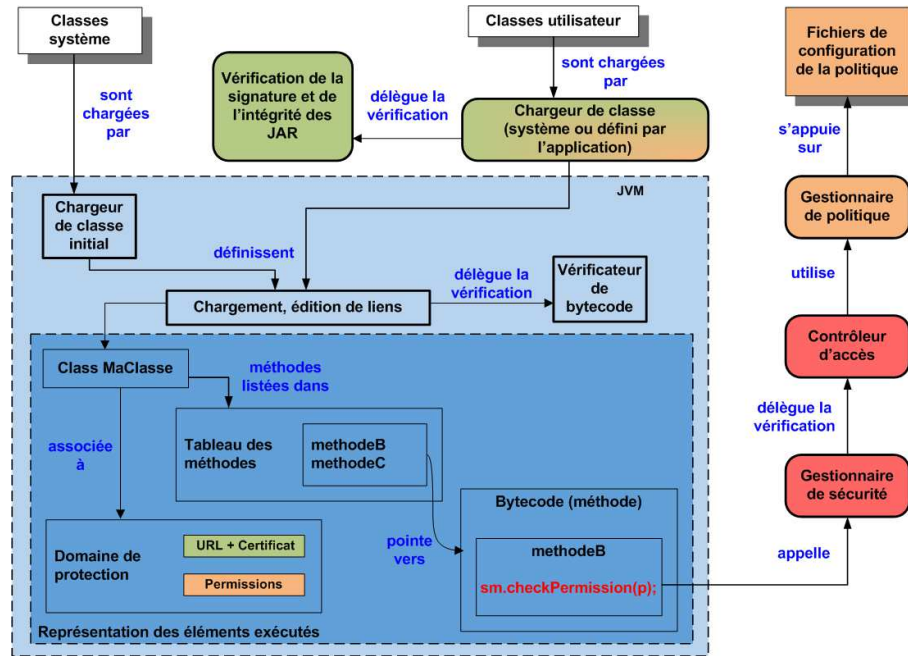 Classes
système
Classes utilisateur
Fichiers de
configuration
de la politique
sont
chargées
par
Vérification de la
signature et de
l'intégrité des
JAR
délègue la
vérification
sont chargées
par
Chargeur de classe
(système ou défini par
l'application)
s'appuie
sur
JVM
Chargeur
de classe
initial
Gestionnaire
de politique
définissent
délègue la
vérification
Vérificateur
de
bytecode
utilise
Chargement, édition de liens
Contrôleur
d'accès
Class MaClasse
méthodes
listées dans
délègue la
vérification
associée
à
Tableau des
méthodes
methodeB
methodeC
Gestionnaire
de sécurité
Bytecode (méthode)
Domaine de
protection
URL + Certificat
Permissions
pointe
vers
methodeB
sm.checkPermission(p);
appelle
Représentation des éléments exécutés